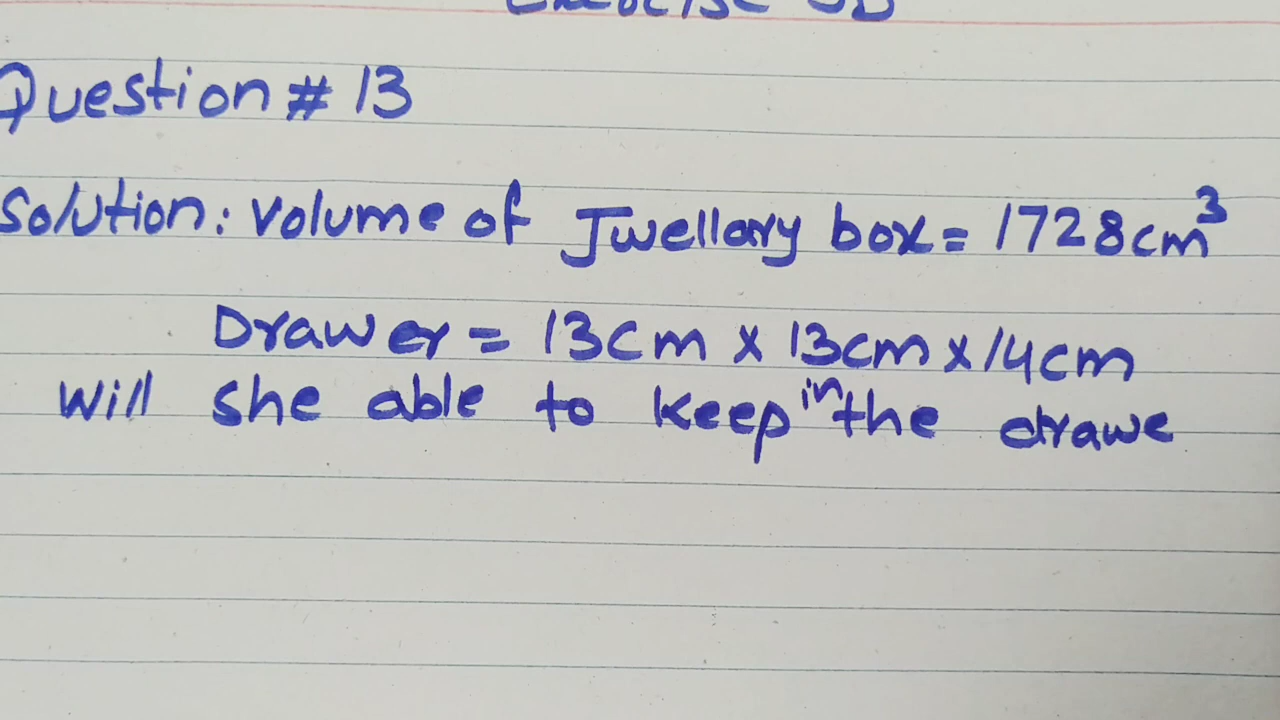 Question # 13
Solution: Volume of Jwellary box = 1728cm³
Drawer = 13cm x 13cm x 14cm
Will she able to keep in the drawe